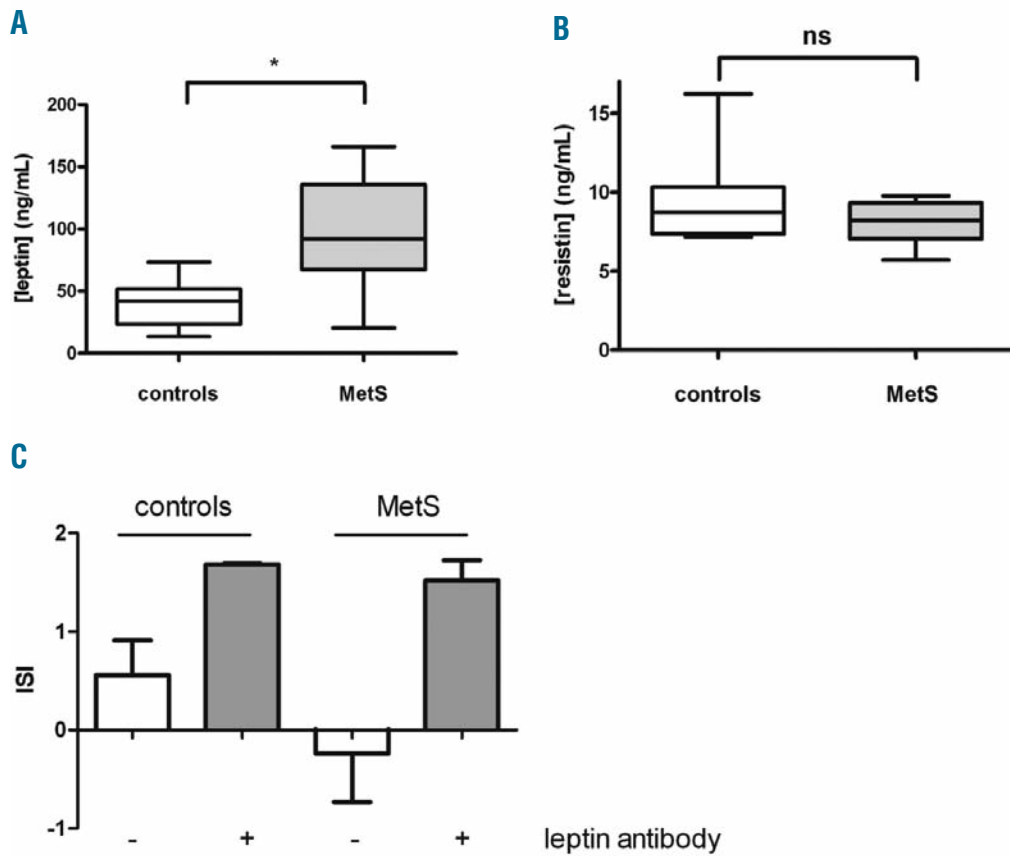 A
*
[leptin] (ng/mL)
200
150
100
50
0
controls MetS
B
ns
[resistin] (ng/mL)
15
10
5
0
controls MetS
C
controls MetS
ISI
2
1
0
-1
- + - + leptin antibody